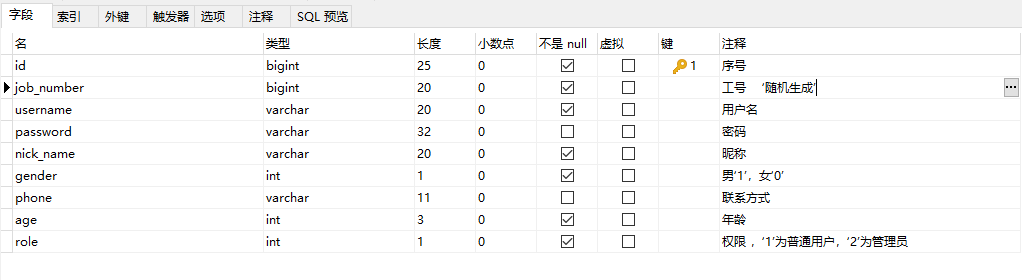 字段 索引 外键 触发器 选项 注释 SQL 预览
名 类型 长度 小数点 不是 null 虚拟 键 注释
id bigint 25 0 1 序号
job_number bigint 20 0 工号 ‘随机生成’
username varchar 20 0 用户名
password varchar 32 0 密码
nick_name varchar 20 0 昵称
gender int 1 0 男‘1’，女‘0’
phone varchar 11 0 联系方式
age int 3 0 年龄
role int 1 0 权限 ，‘1’为普通用户，‘2’为管理员